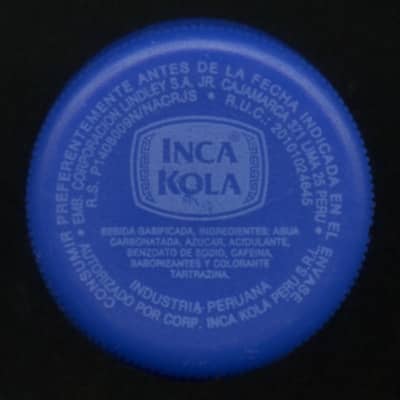 CONSUMIR PREFERENTEMENTE ANTES DE LA FECHA INDICADA EN EL ENVASE
EMB. CORPORACION LINDLEY S.A. JR. CAJAMARCA 371 LIMA 25 PERU
R.S. P1400009N/NACRJS * R.U.C.: 20101024645
INCA
KOLA
BEBIDA GASIFICADA, INGREDIENTES: AGUA
CARBONATADA, AZUCAR, ACIDULANTE,
BENZOATO DE SODIO, CAFEINA,
SABORIZANTES Y COLORANTE
TARTRAZINA.
INDUSTRIA PERUANA
AUTORIZADO POR CORP. INCA KOLA PERU S.R.L.